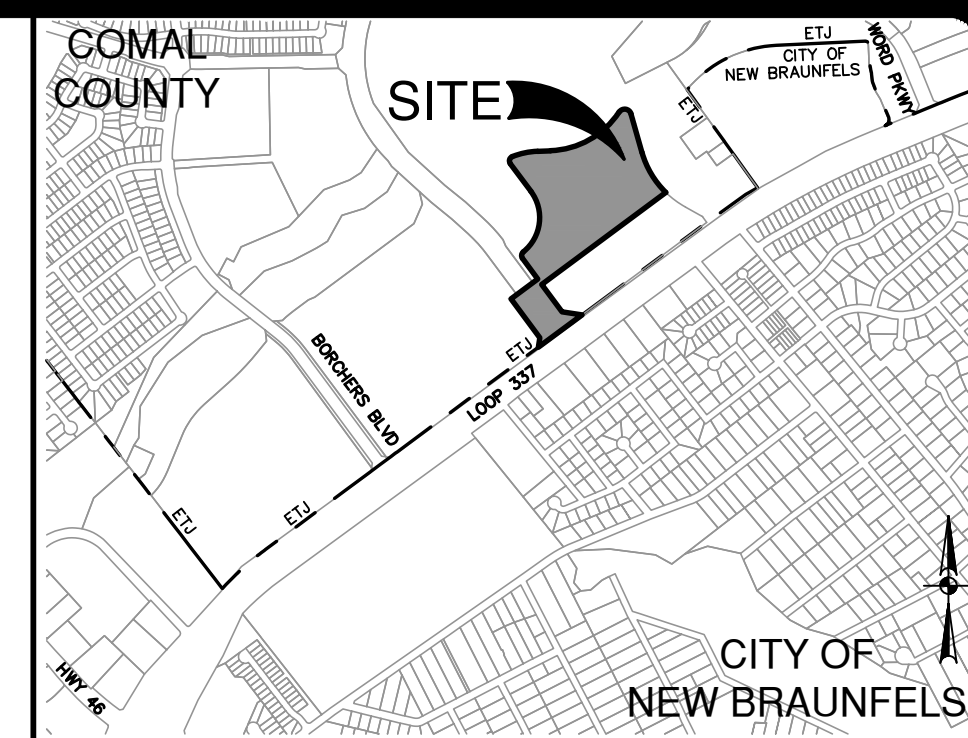 COMAL
COUNTY
SITE
ETJ
CITY OF
NEW BRAUNFELS
WORD PKWY
ETJ
ETJ
LOOP 337
BORCHERS BLVD
ETJ
ETJ
HWY 46
CITY OF
NEW BRAUNFELS